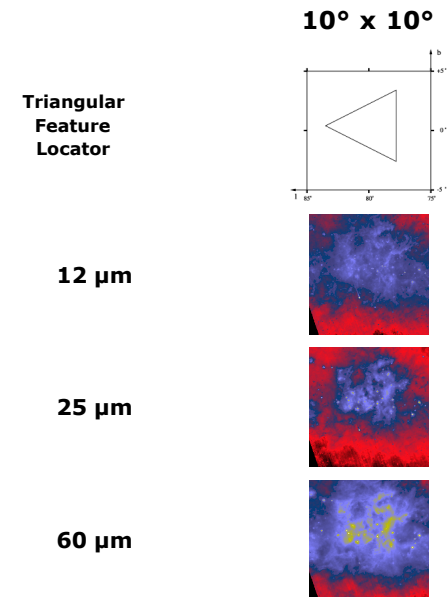 10° x 10°
b
+5°
Triangular
Feature
Locator
0°
-5°
l
85°
80°
75°
12 µm
25 µm
60 µm